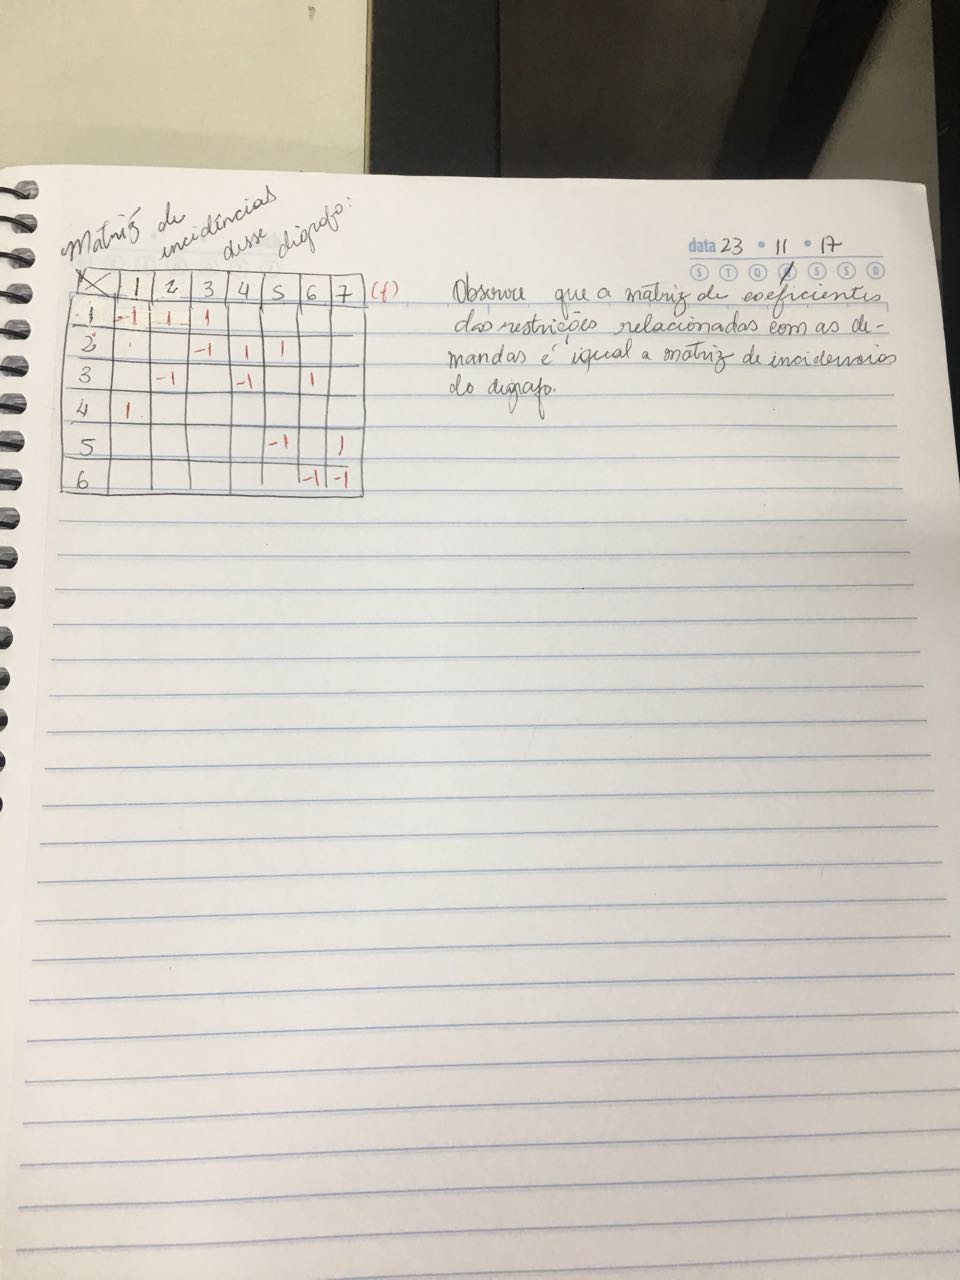 Matriz de
incidências
desse digrafo:
data 23 • 11 • 17
S T Q Q S S D
X 1 2 3 4 5 6 7 (f)
1 -1 1 1
2 -1 1 1
3 -1 -1 1
4 1
5 -1 1
6 -1 -1
Observe que a matriz de coeficientes
das restrições relacionadas com as de-
mandas é igual a matriz de incidencias
do digrafo.